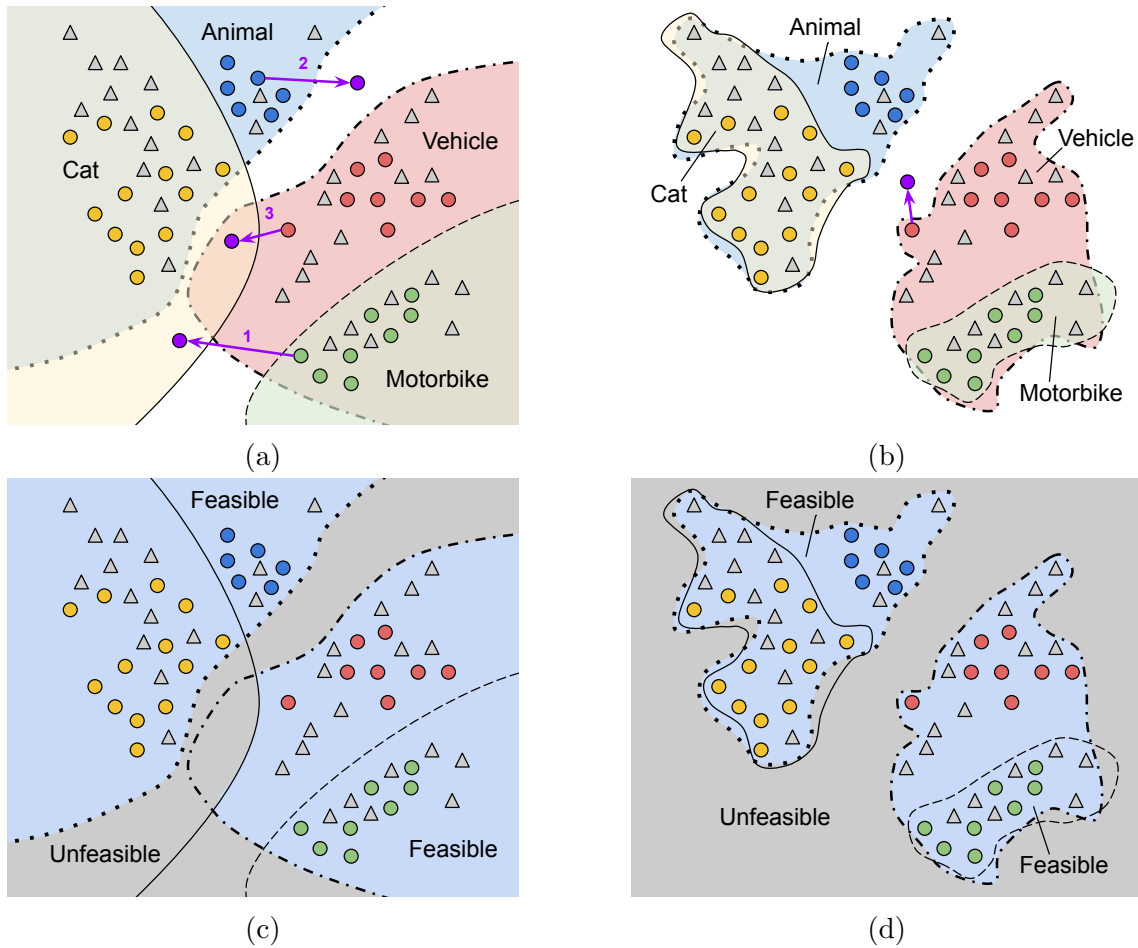 Animal
2
Vehicle
Cat
3
1
Motorbike
(a)
Animal
Vehicle
Cat
Motorbike
(b)
Feasible
Unfeasible
Feasible
(c)
Feasible
Unfeasible
Feasible
(d)